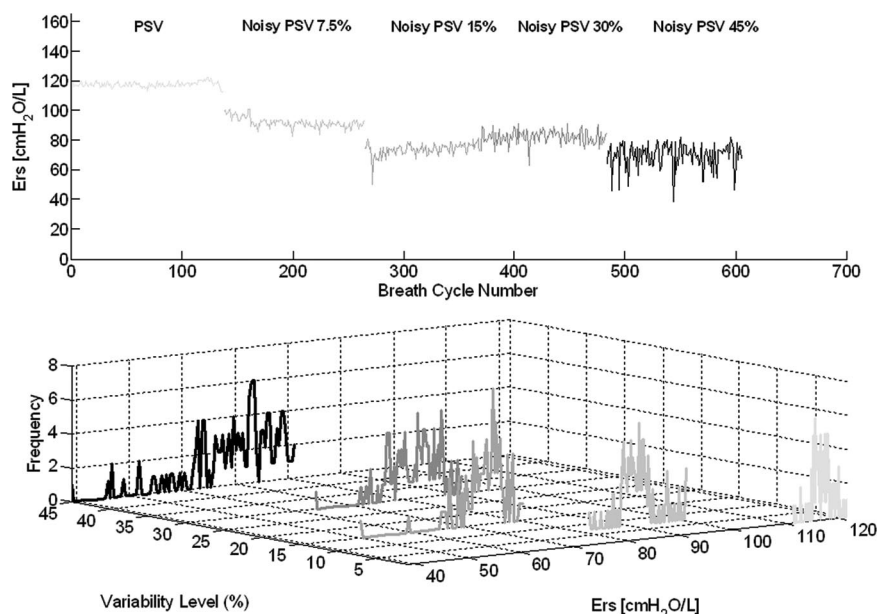 160
PSV Noisy PSV 7.5% Noisy PSV 15% Noisy PSV 30% Noisy PSV 45%
140
120
100
80
60
40
20
0
Ers [cmH2O/L]
0 100 200 300 400 500 600 700
Breath Cycle Number
8
6
4
2
0
Frequency
45 40 35 30 25 20 15 10 5
Variability Level (%)
40 50 60 70 80 90 100 110 120
Ers [cmH2O/L]